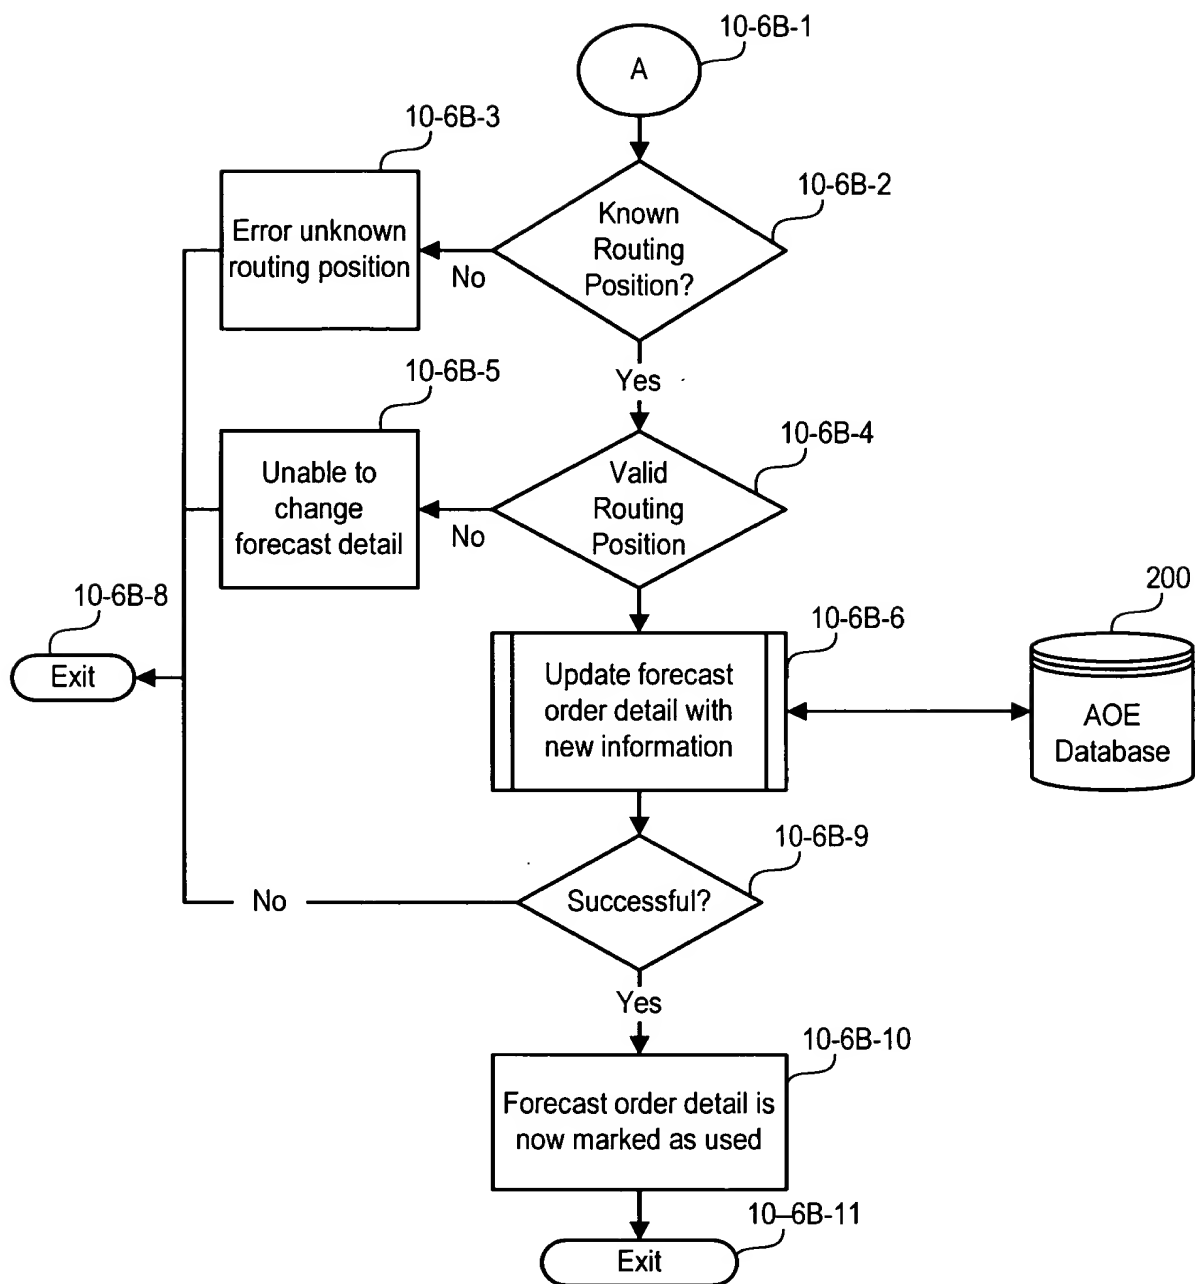 10-6B-1
A
10-6B-3
10-6B-2
Known
Routing
Position?
Error unknown
routing position
No
Yes
10-6B-5
10-6B-4
Valid
Routing
Position
Unable to
change
forecast detail
No
10-6B-8
Exit
10-6B-6
200
Update forecast
order detail with
new information
AOE
Database
10-6B-9
Successful?
No
Yes
10-6B-10
Forecast order detail is
now marked as used
10–6B-11
Exit